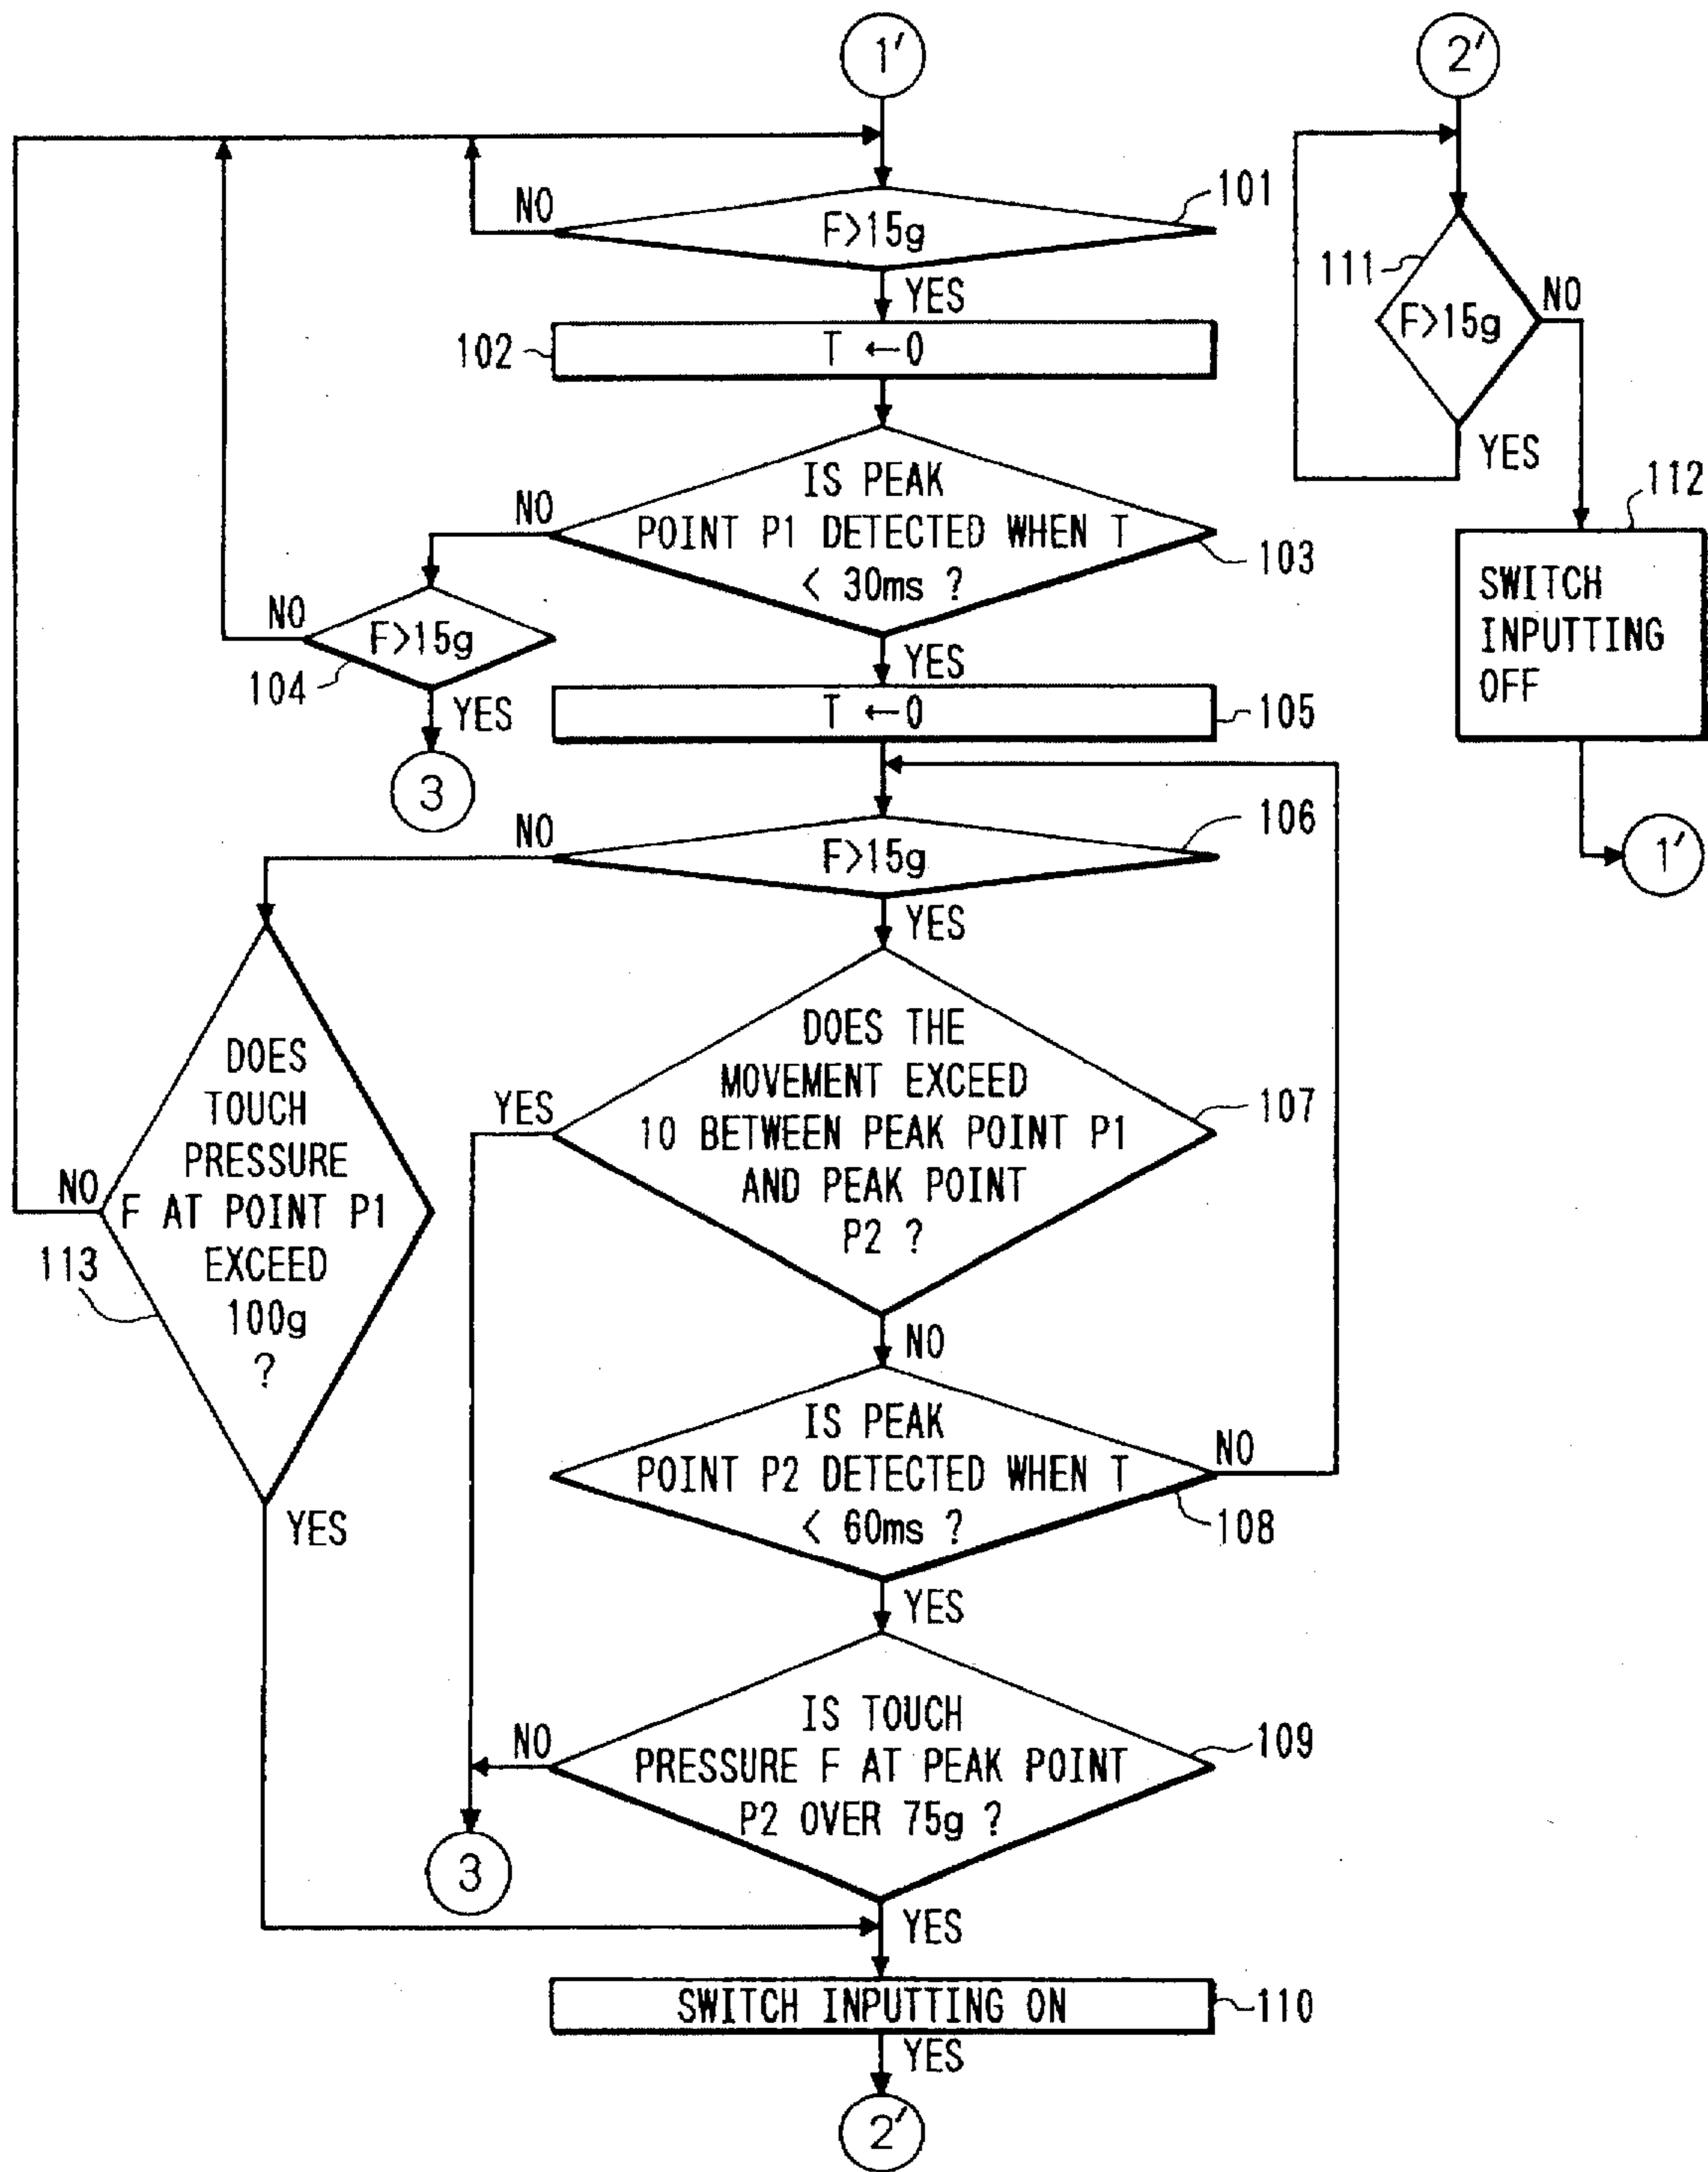 1'
2'
101
NO
F>15g
YES
102
T ←0
111
F>15g
NO
YES
IS PEAK
POINT P1 DETECTED WHEN T
< 30ms ?
NO
103
YES
112
SWITCH
INPUTTING
OFF
NO
F>15g
104
YES
3
T ←0
105
1'
106
NO
F>15g
YES
DOES
TOUCH
PRESSURE
F AT POINT P1
EXCEED
100g
?
NO
113
YES
DOES THE
MOVEMENT EXCEED
10 BETWEEN PEAK POINT P1
AND PEAK POINT
P2 ?
YES
107
NO
IS PEAK
POINT P2 DETECTED WHEN T
< 60ms ?
NO
108
YES
IS TOUCH
PRESSURE F AT PEAK POINT
P2 OVER 75g ?
NO
109
3
YES
SWITCH INPUTTING ON
110
YES
2'